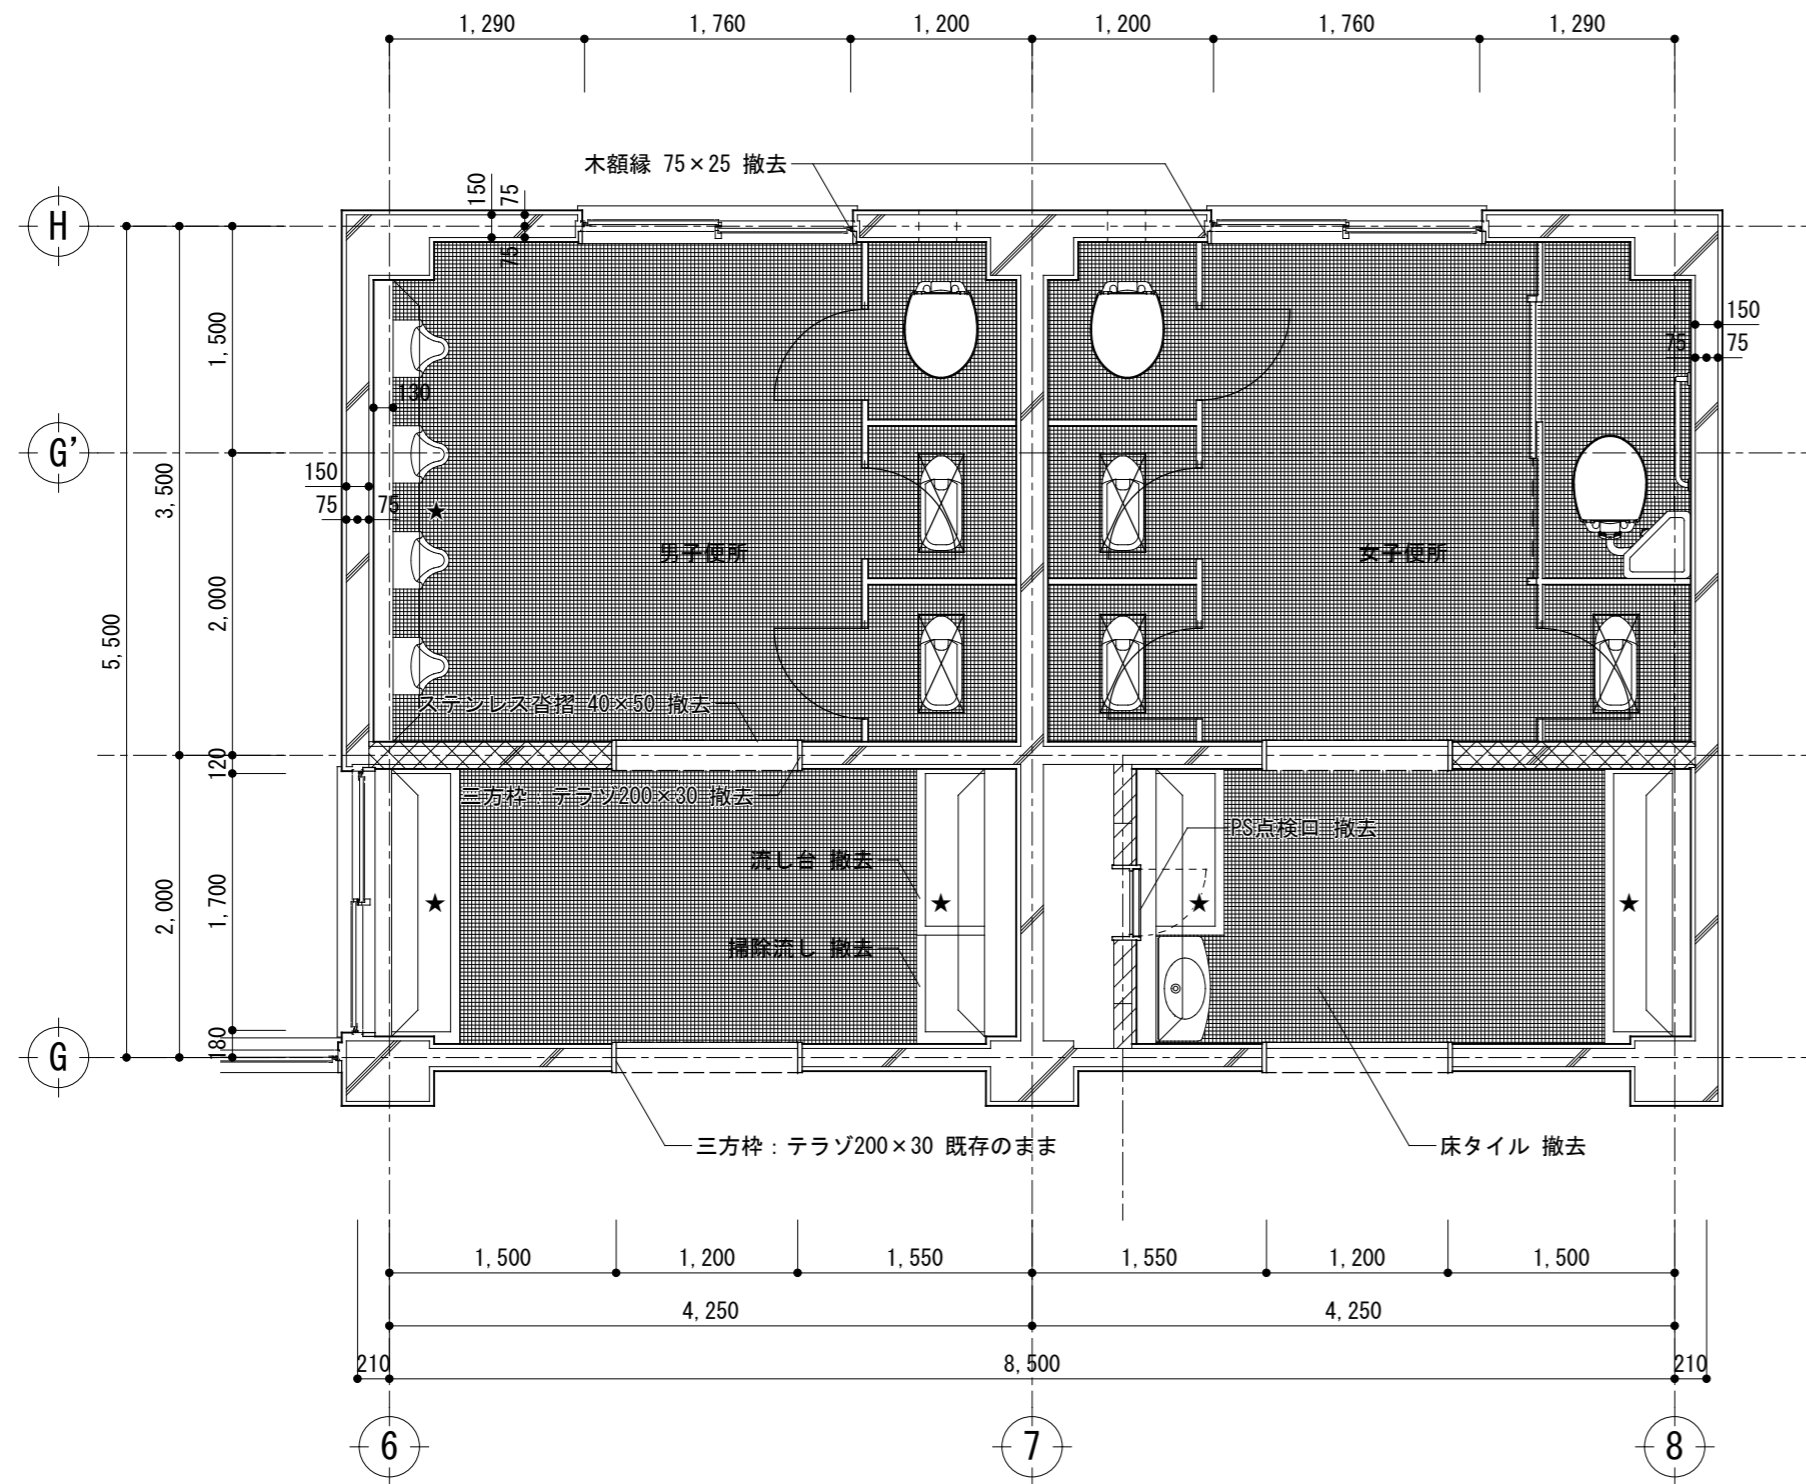 1,290 1,760 1,200 1,200 1,760 1,290
木額縁 75×25 撤去
150 75
H
75
1,500
150
75 75
130
G'
3,500
150
75 75
★
男子便所 女子便所
2,000
5,500
ステンレス沓摺 40×50 撤去
120
三方枠：テラゾ200×30 撤去
PS点検口 撤去
流し台 撤去
2,000
1,700
★ ★ ★ ★
掃除流し 撤去
180
G
三方枠：テラゾ200×30 既存のまま
床タイル 撤去
1,500 1,200 1,550 1,550 1,200 1,500
4,250 4,250
210 8,500 210
6 7 8